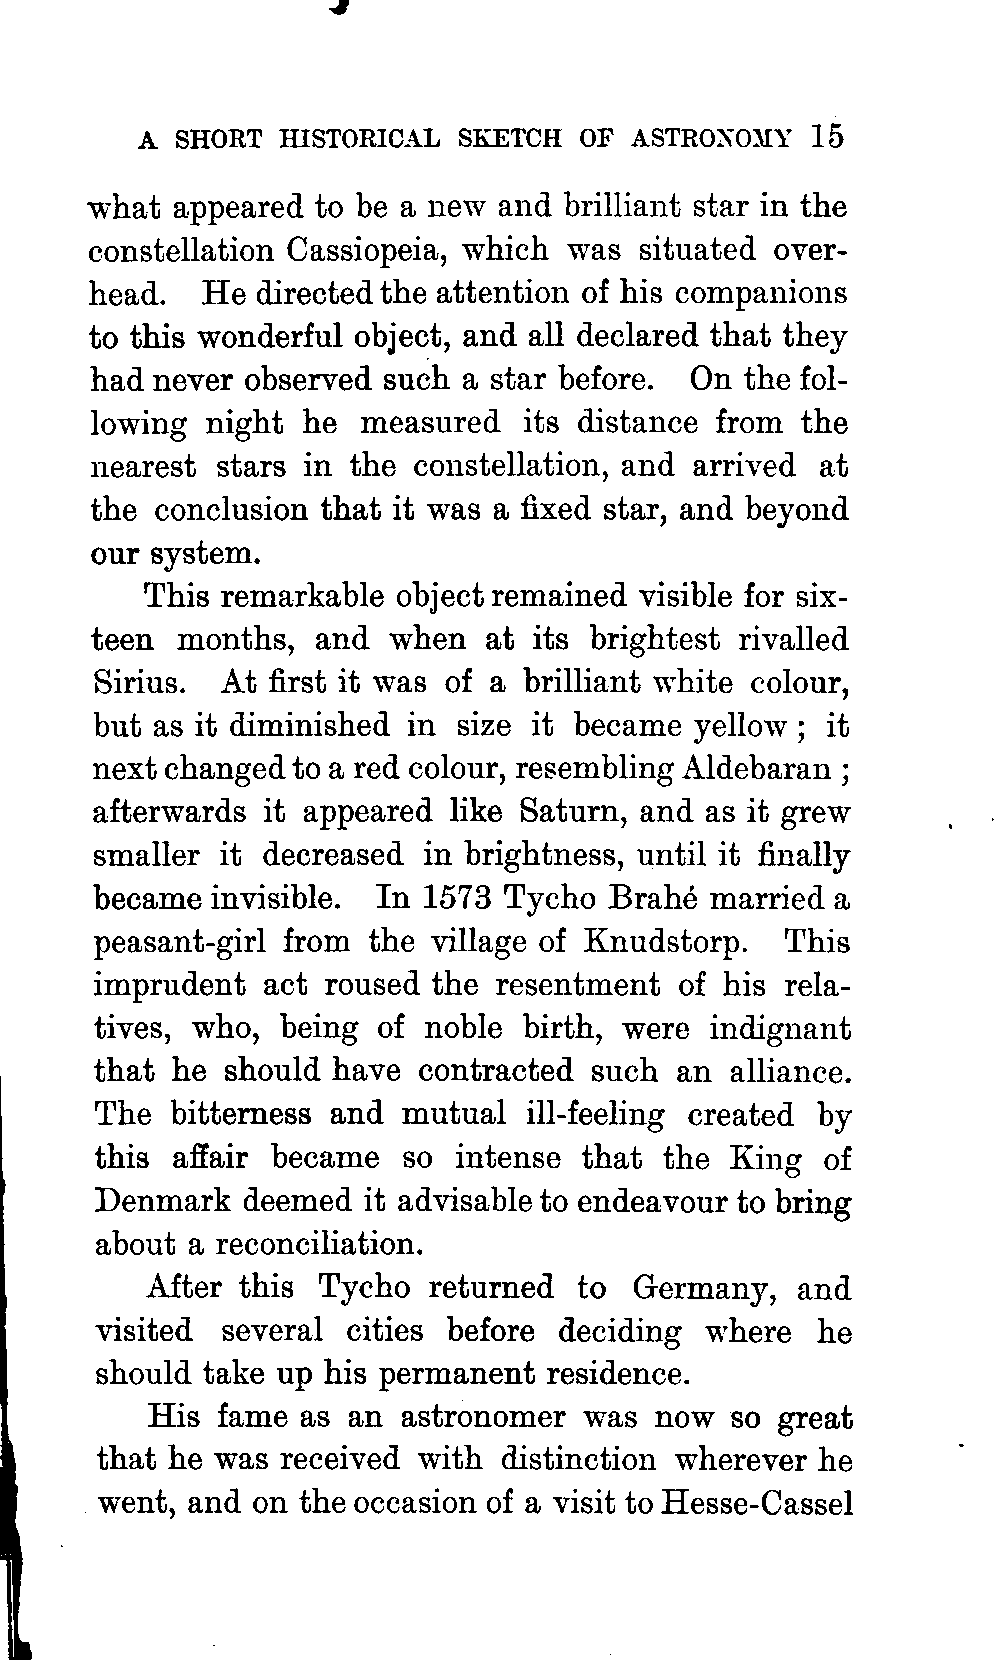 A SHORT HISTORICAL SKETCH OF ASTRONOMY 15
what appeared to be a new and brilliant star in the
constellation Cassiopeia, which was situated over-
head. He directed the attention of his companions
to this wonderful object, and all declared that they
had never observed such a star before. On the fol-
lowing night he measured its distance from the
nearest stars in the constellation, and arrived at
the conclusion that it was a fixed star, and beyond
our system.
This remarkable object remained visible for six-
teen months, and when at its brightest rivalled
Sirius. At first it was of a brilliant white colour,
but as it diminished in size it became yellow ; it
next changed to a red colour, resembling Aldebaran ;
afterwards it appeared like Saturn, and as it grew
smaller it decreased in brightness, until it finally
became invisible. In 1573 Tycho Brahé married a
peasant-girl from the village of Knudstorp. This
imprudent act roused the resentment of his rela-
tives, who, being of noble birth, were indignant
that he should have contracted such an alliance.
The bitterness and mutual ill-feeling created by
this affair became so intense that the King of
Denmark deemed it advisable to endeavour to bring
about a reconciliation.
After this Tycho returned to Germany, and
visited several cities before deciding where he
should take up his permanent residence.
His fame as an astronomer was now so great
that he was received with distinction wherever he
went, and on the occasion of a visit to Hesse-Cassel